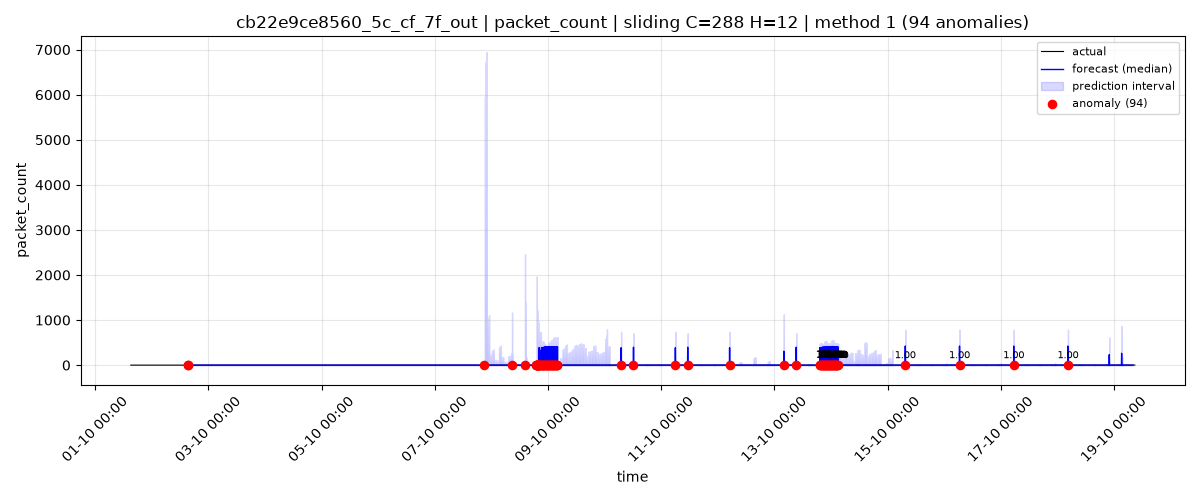 cb22e9ce8560_5c_cf_7f_out | packet_count | sliding C=288 H=12 | method 1 (94 anomalies)
actual
forecast (median)
prediction interval
anomaly (94)
packet_count
7000
6000
5000
4000
3000
2000
1000
0
1.00 1.00 1.00 1.00
01-10 00:00
03-10 00:00
05-10 00:00
07-10 00:00
09-10 00:00
11-10 00:00
13-10 00:00
15-10 00:00
17-10 00:00
19-10 00:00
time